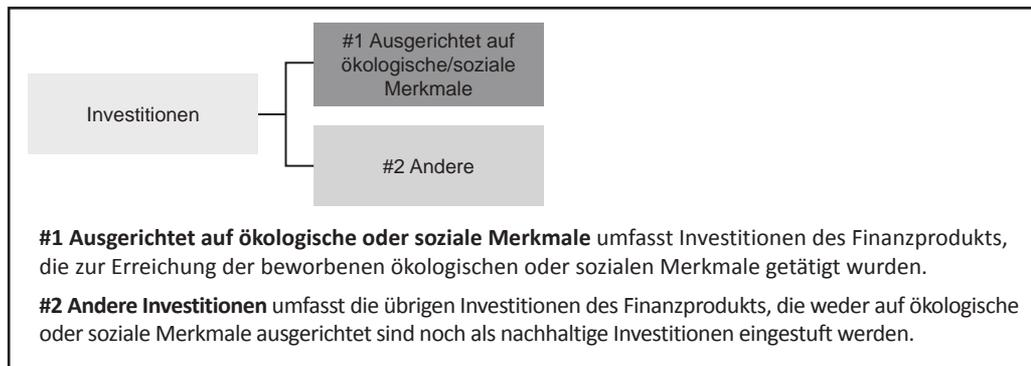 #1 Ausgerichtet auf
ökologische/soziale
Merkmale
Investitionen
#2 Andere
#1 Ausgerichtet auf ökologische oder soziale Merkmale umfasst Investitionen des Finanzprodukts,
die zur Erreichung der beworbenen ökologischen oder sozialen Merkmale getätigt wurden.
#2 Andere Investitionen umfasst die übrigen Investitionen des Finanzprodukts, die weder auf ökologische
oder soziale Merkmale ausgerichtet sind noch als nachhaltige Investitionen eingestuft werden.